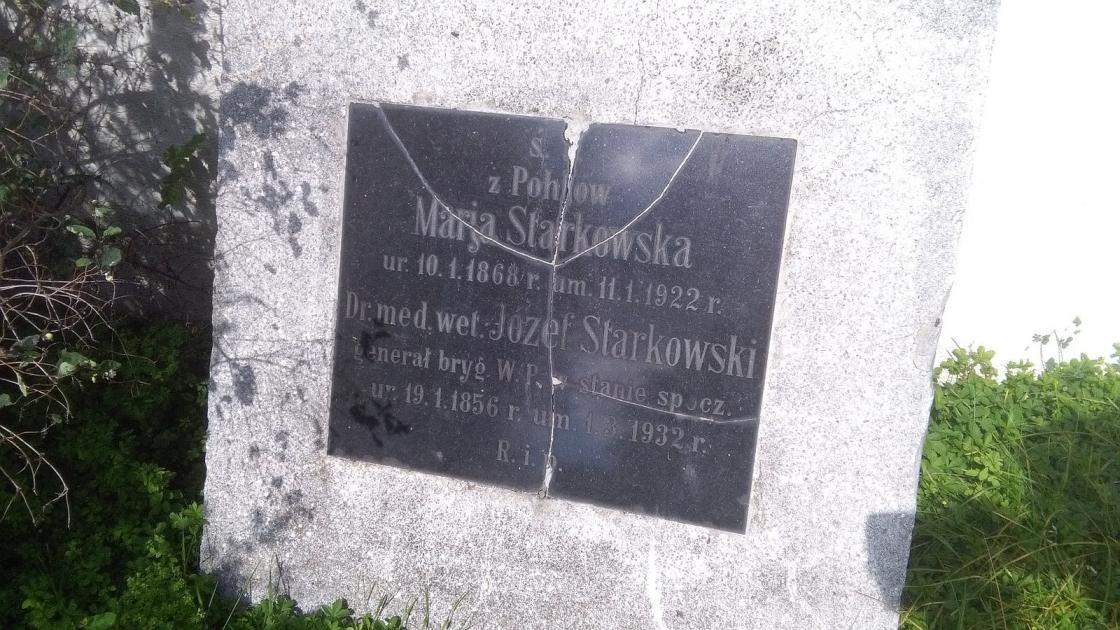 Ś.
z Pohlów
Marja Starkowska
ur. 10.1.1868 r. um. 11.1.1922 r.
Dr. med. wet. Józef Starkowski
generał bryg. W.P. w stanie spocz.
ur. 19.1.1856 r. um. 1.3.1932 r.
R. i. p.